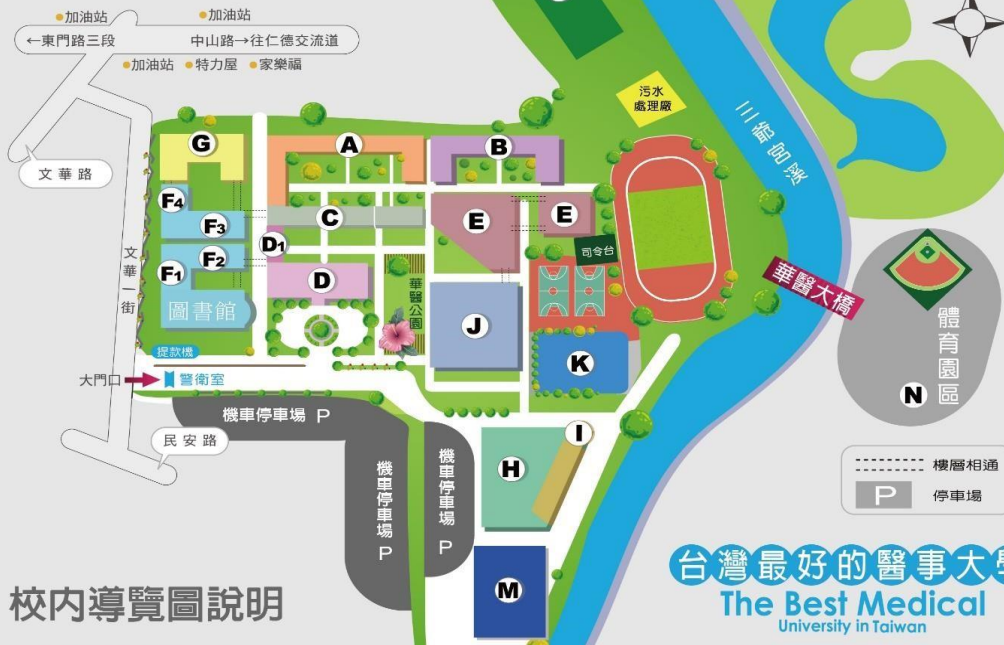 加油站
加油站
←東門路三段
中山路→往仁德交流道
加油站
特力屋
家樂福
文華路
文華一街
G
A
B
污水
處理廠
三爺宮溪
F4
F3
C
E
E
D1
F2
司令台
F1
D
華醫公園
圖書館
J
華醫大橋
體育園區
N
提款機
K
大門口
警衛室
機車停車場 P
民安路
機車停車場 P
機車停車場 P
I
H
樓層相通
P
停車場
M
校內導覽圖說明
台灣最好的醫事大學
The Best Medical
University in Taiwan